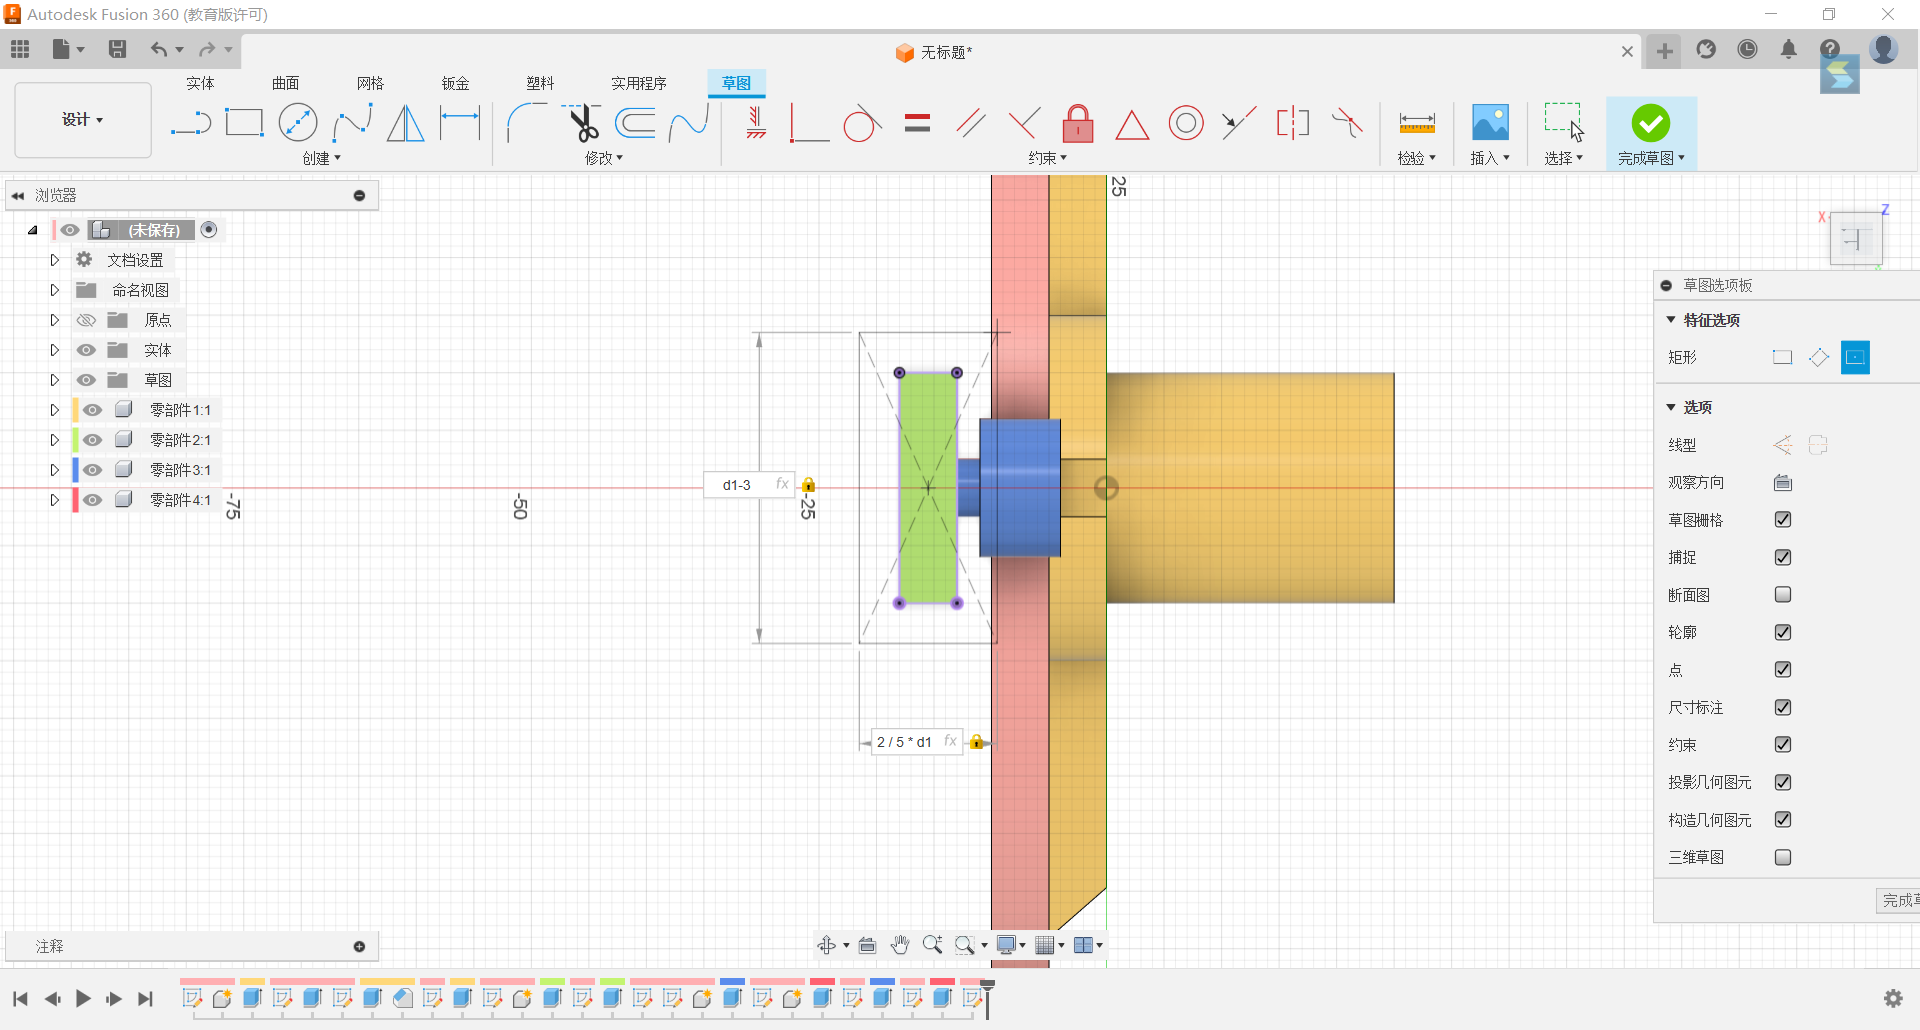 Autodesk Fusion 360 (教育版许可)
无标题*
实体
曲面
网格
钣金
塑料
实用程序
草图
设计
创建
修改
约束
检验
插入
选择
完成草图
浏览器
(未保存)
文档设置
命名视图
原点
实体
草图
零部件1:1
零部件2:1
零部件3:1
零部件4:1
-75
-50
-25
25
d1-3
fx
2 / 5 * d1
fx
X
Z
草图选项板
特征选项
矩形
选项
线型
观察方向
草图栅格
捕捉
断面图
轮廓
点
尺寸标注
约束
投影几何图元
构造几何图元
三维草图
完成草
注释